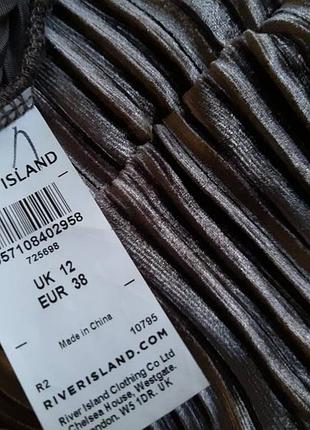 ISLAND
57108402958
725698
UK 12
EUR 38
Made in China
R2
10795
RIVERISLAND.COM
River Island Clothing Co Ltd
Chelsea House, Westgate,
London. W5 1DR. UK